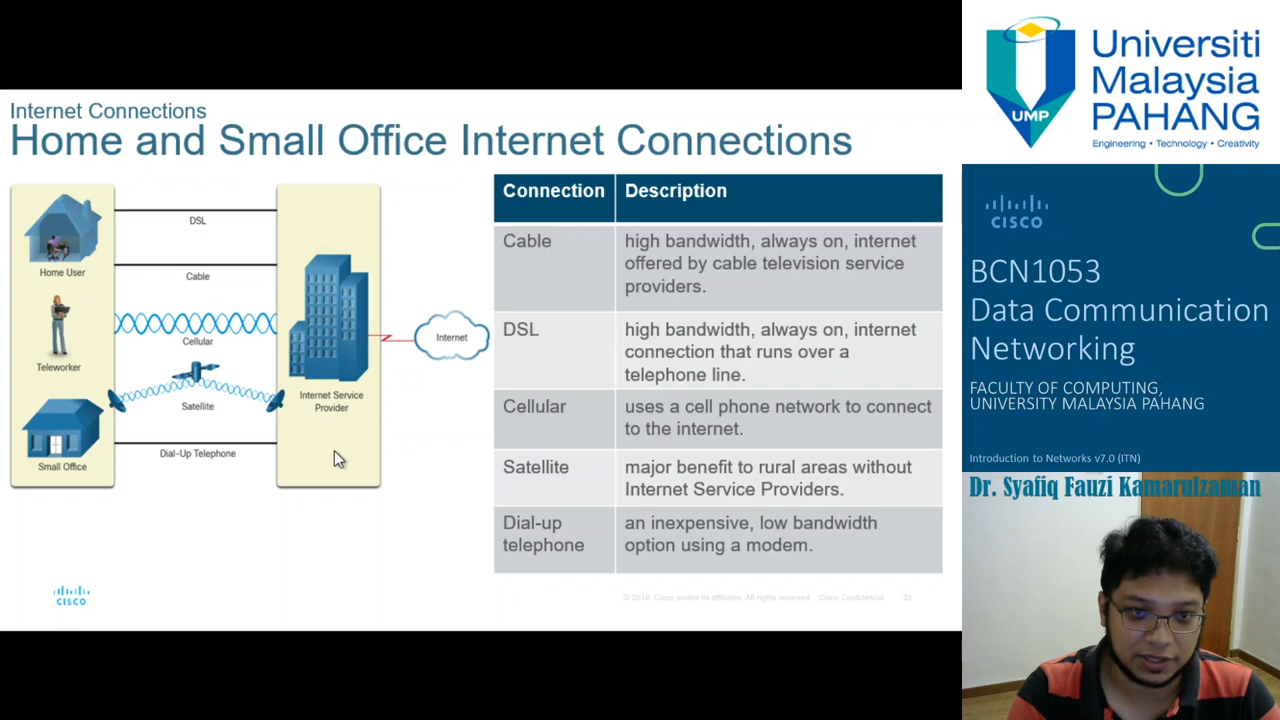 Internet Connections
Home and Small Office Internet Connections
Home User
Teleworker
Small Office
DSL
Cable
Cellular
Satellite
Dial-Up Telephone
Internet Service
Provider
Internet
Connection Description
Cable
high bandwidth, always on, internet
offered by cable television service
providers.
DSL
high bandwidth, always on, internet
connection that runs over a
telephone line.
Cellular
uses a cell phone network to connect
to the internet.
Satellite
major benefit to rural areas without
Internet Service Providers.
Dial-up
telephone
an inexpensive, low bandwidth
option using a modem.
CISCO
© 2016 Cisco and/or its affiliates. All rights reserved. Cisco Confidential
22
UMP
Universiti
Malaysia
PAHANG
Engineering • Technology • Creativity
CISCO
BCN1053
Data Communication
Networking
FACULTY OF COMPUTING,
UNIVERSITY MALAYSIA PAHANG
Introduction to Networks v7.0 (ITN)
Dr. Syafiq Fauzi Kamarulzaman